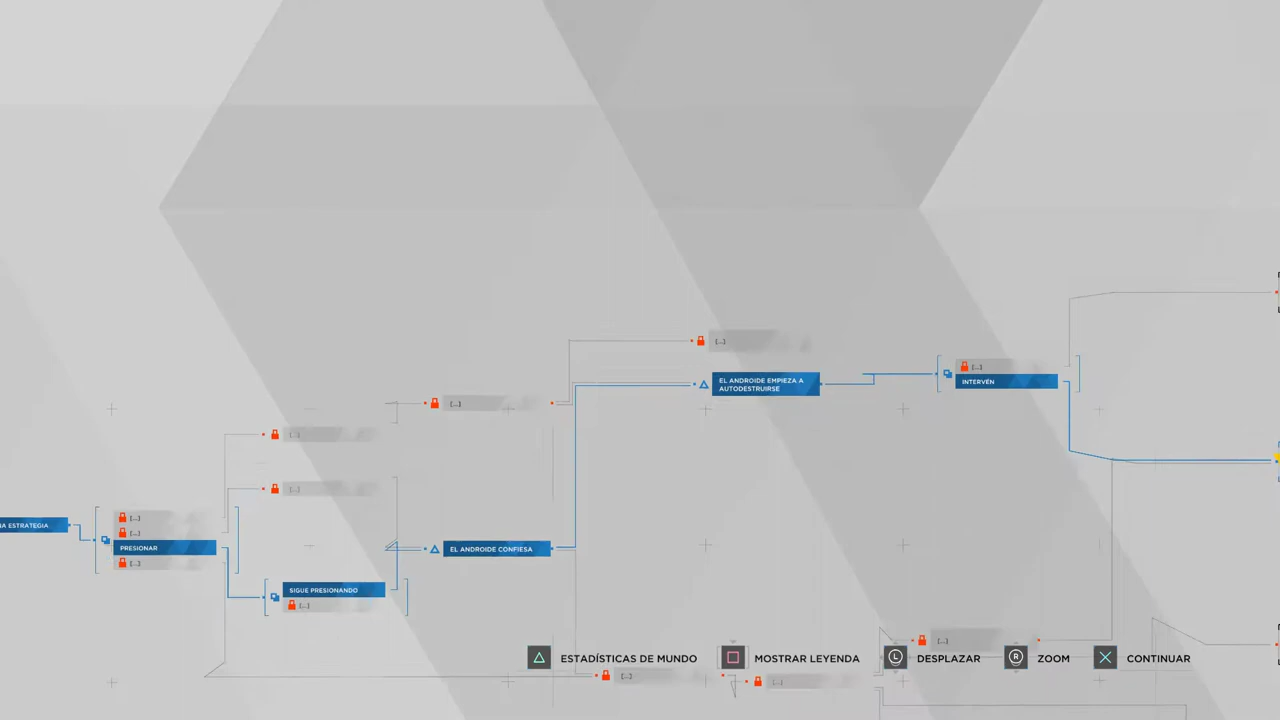 [...]
EL ANDROIDE EMPIEZA A
AUTODESTRUIRSE
[...]
INTERVÉN
[...]
[...]
[...]
NA ESTRATEGIA
[...]
[...]
PRESIONAR
[...]
EL ANDROIDE CONFIESA
SIGUE PRESIONANDO
[...]
[...]
ESTADÍSTICAS DE MUNDO
MOSTRAR LEYENDA
L DESPLAZAR
R ZOOM
CONTINUAR
[...]
[...]